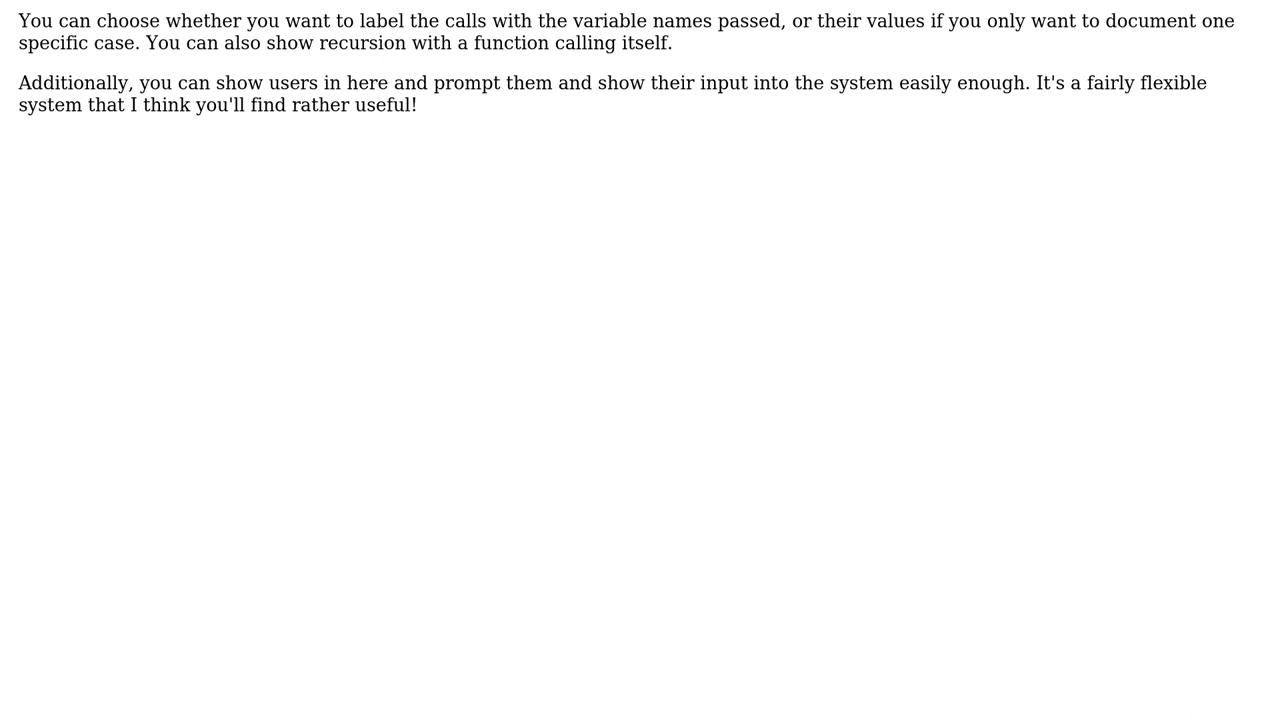 You can choose whether you want to label the calls with the variable names passed, or their values if you only want to document one
specific case. You can also show recursion with a function calling itself.
Additionally, you can show users in here and prompt them and show their input into the system easily enough. It's a fairly flexible
system that I think you'll find rather useful!